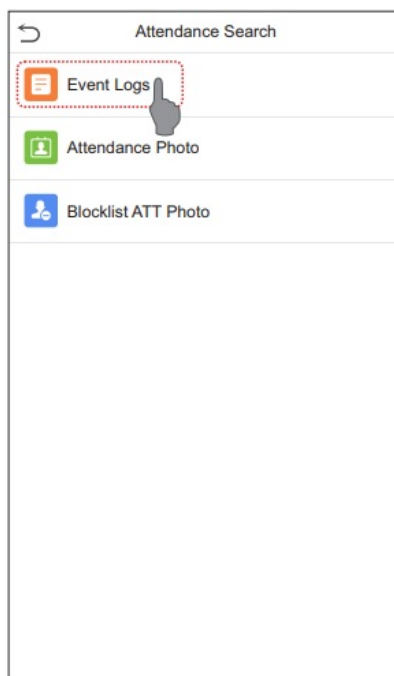 Attendance Search
Event Logs
Attendance Photo
Blocklist ATT Photo